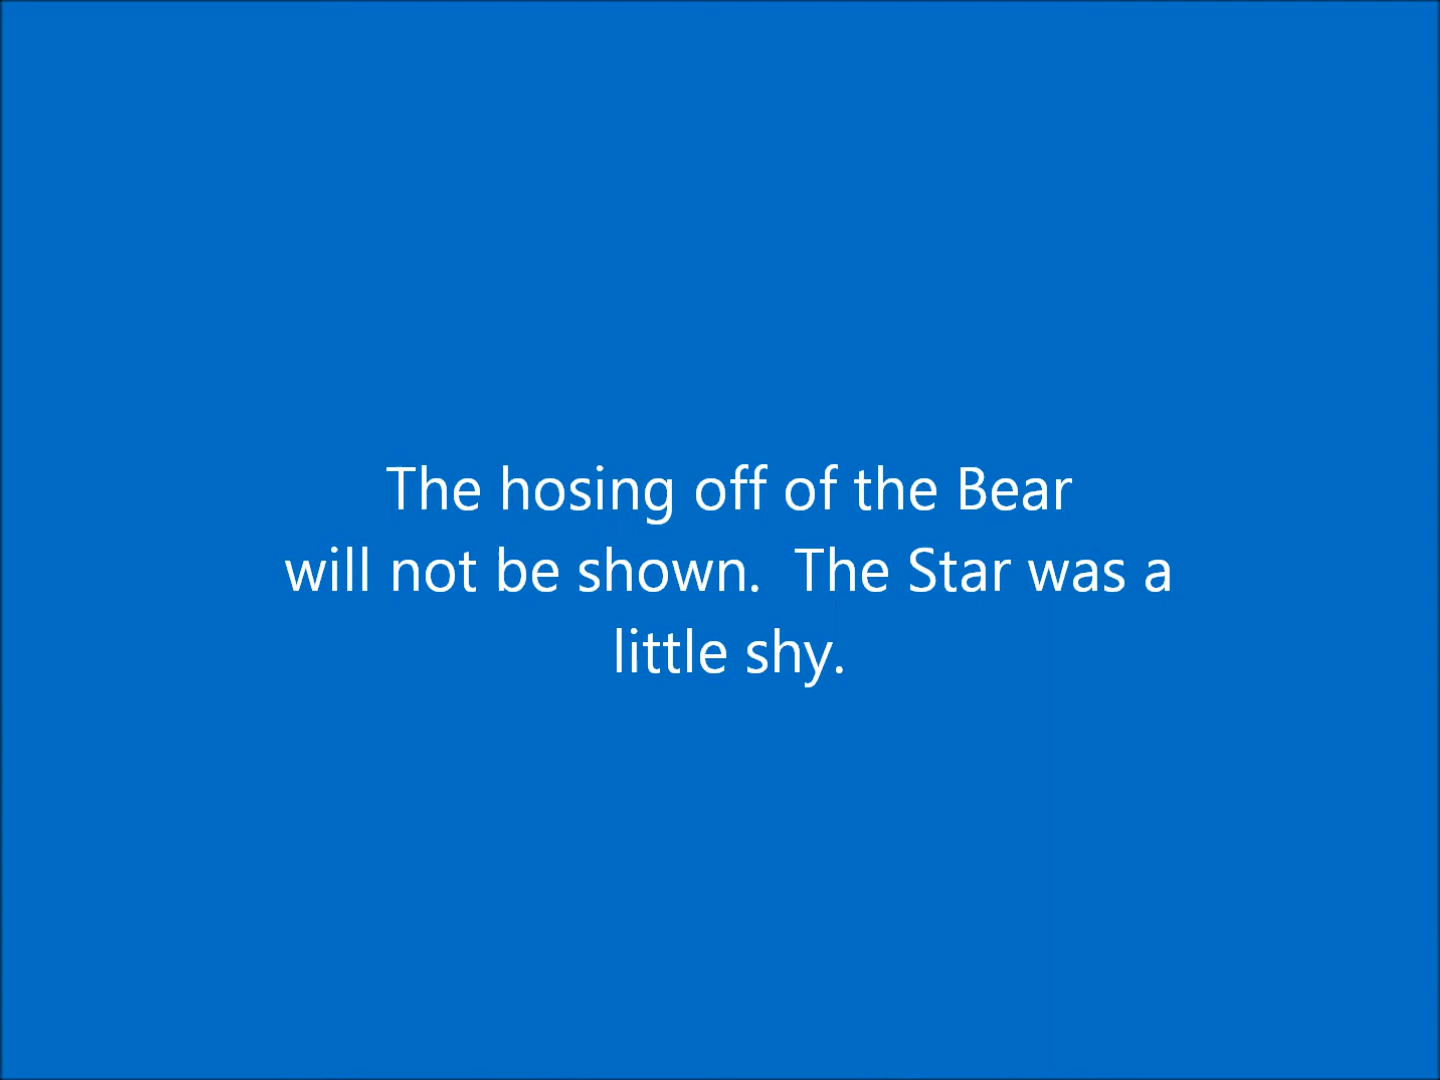 The hosing off of the Bear
will not be shown.  The Star was a
little shy.